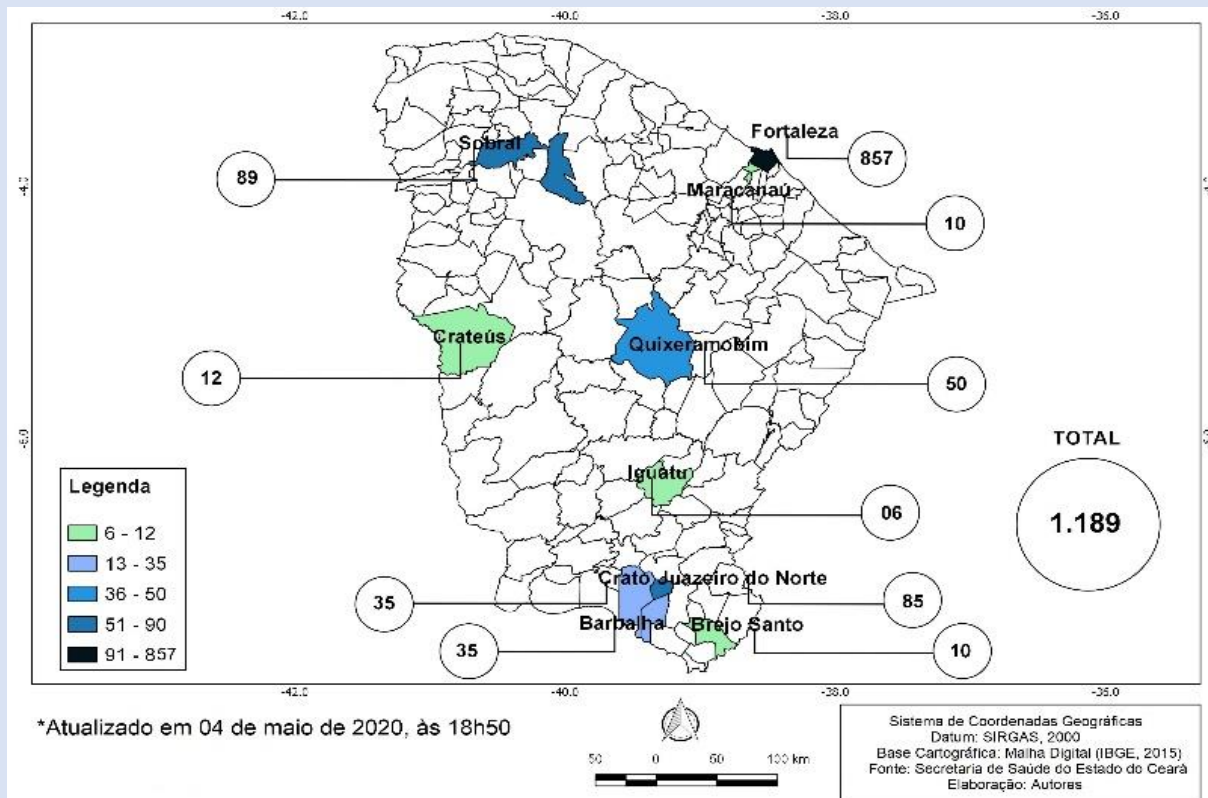 -42.0 -40.0 -38.0 -36.0
Fortaleza
857
Sobral
89
Maracanaú
10
-4.0
Crateús
12
Quixeramobim
50
-6.0
TOTAL
1.189
Iguatu
06
Legenda
6 - 12
13 - 35
36 - 50
51 - 90
91 - 857
Crato Juazeiro do Norte
35
85
Barbalha Brejo Santo
35
10
-42.0 -40.0 -38.0 -36.0
*Atualizado em 04 de maio de 2020, às 18h50
50 0 50 100 km
Sistema de Coordenadas Geográficas
Datum: SIRGAS, 2000
Base Cartográfica: Malha Digital (IBGE, 2015)
Fonte: Secretaria de Saúde do Estado do Ceará
Elaboração: Autores